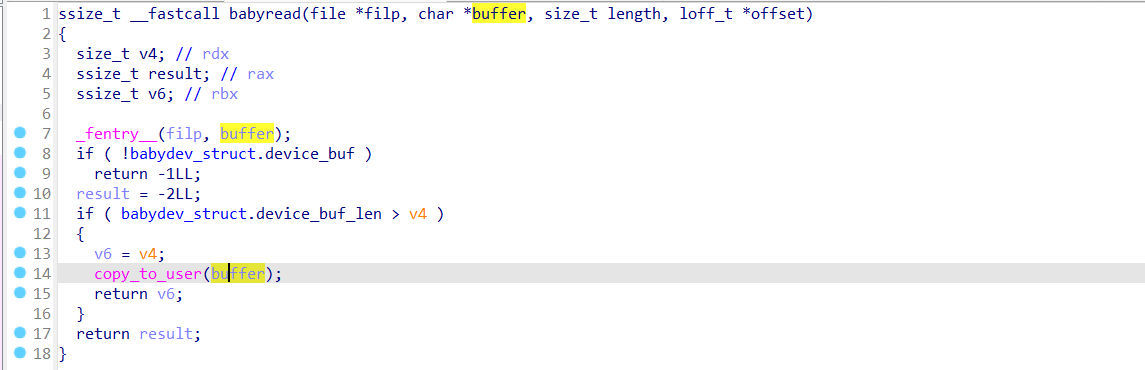 1 ssize_t __fastcall babyread(file *filp, char *buffer, size_t length, loff_t *offset)
2 {
3 size_t v4; // rdx
4 ssize_t result; // rax
5 ssize_t v6; // rbx
6
7 _fentry__(filp, buffer);
8 if ( !babydev_struct.device_buf )
9 return -1LL;
10 result = -2LL;
11 if ( babydev_struct.device_buf_len > v4 )
12 {
13 v6 = v4;
14 copy_to_user(buffer);
15 return v6;
16 }
17 return result;
18 }